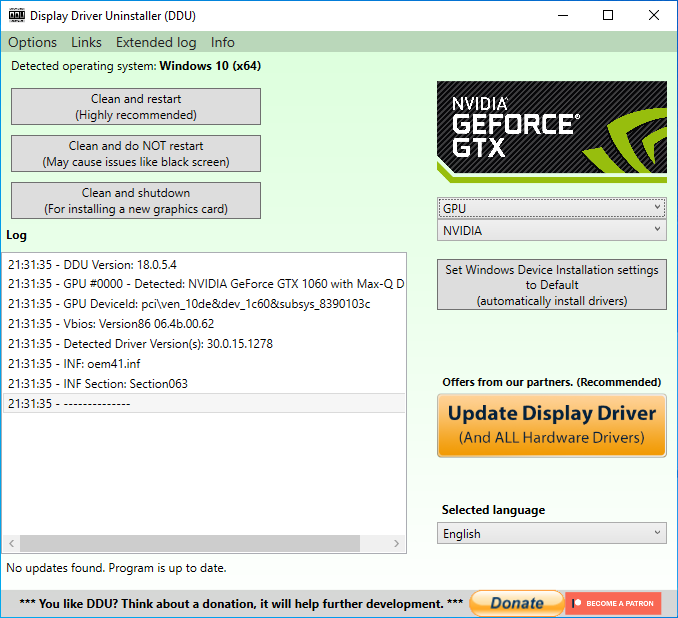 Display Driver Uninstaller (DDU)
Options Links Extended log Info
Detected operating system: Windows 10 (x64)
Clean and restart
(Highly recommended)
Clean and do NOT restart
(May cause issues like black screen)
Clean and shutdown
(For installing a new graphics card)
NVIDIA
GEFORCE®
GTX
GPU
NVIDIA
Set Windows Device Installation settings
to Default
(automatically install drivers)
Log
21:31:35 - DDU Version: 18.0.5.4
21:31:35 - GPU #0000 - Detected: NVIDIA GeForce GTX 1060 with Max-Q D
21:31:35 - GPU DeviceId: pci\ven_10de&dev_1c60&subsys_8390103c
21:31:35 - Vbios: Version86 06.4b.00.62
21:31:35 - Detected Driver Version(s): 30.0.15.1278
21:31:35 - INF: oem41.inf
21:31:35 - INF Section: Section063
21:31:35 - --------------
Offers from our partners. (Recommended)
Update Display Driver
(And ALL Hardware Drivers)
Selected language
English
No updates found. Program is up to date.
*** You like DDU? Think about a donation, it will help further development. ***
Donate
BECOME A PATRON